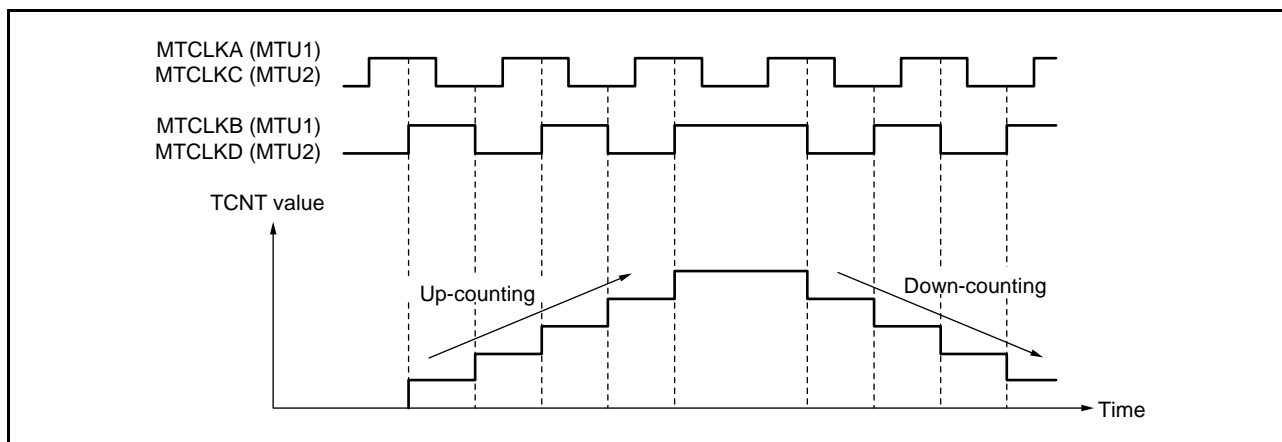 MTCLKA (MTU1)
MTCLKC (MTU2)
MTCLKB (MTU1)
MTCLKD (MTU2)
TCNT value
Up-counting
Down-counting
Time